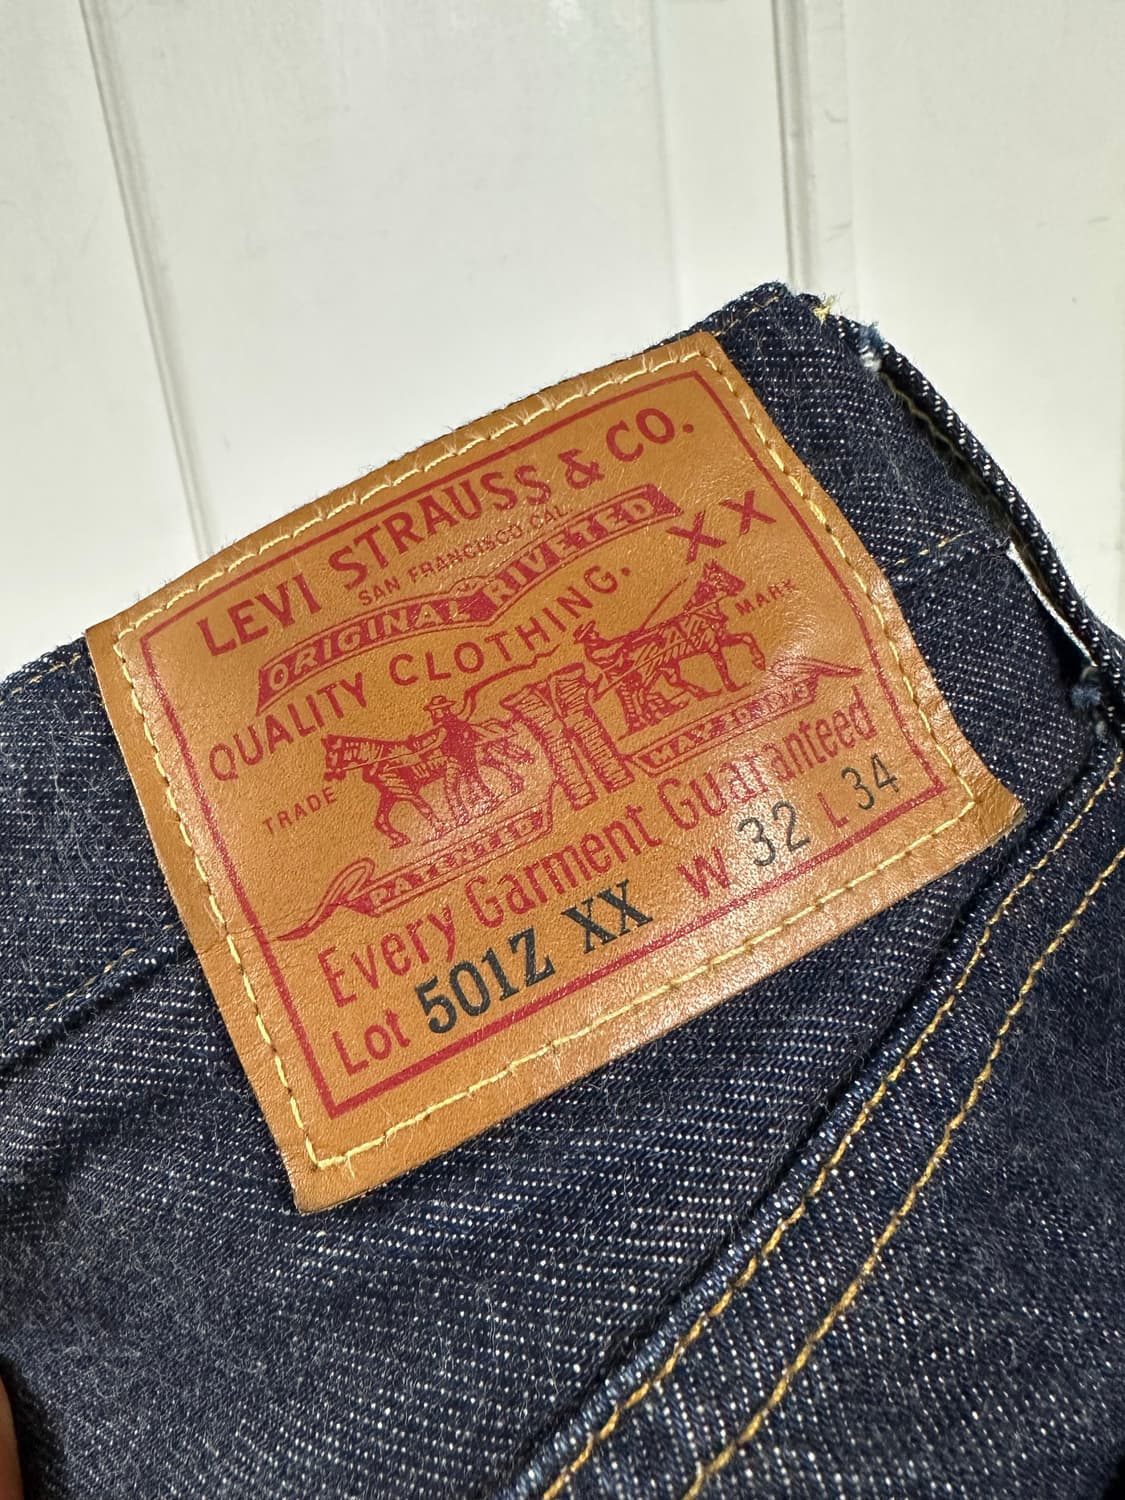 LEVI STRAUSS & CO.
SAN FRANCISCO CAL.
ORIGINAL RIVETED
QUALITY CLOTHING. XX
TRADE MARK
PATENTED MAY
Every Garment Guaranteed
Lot 501Z XX W 32 L 34